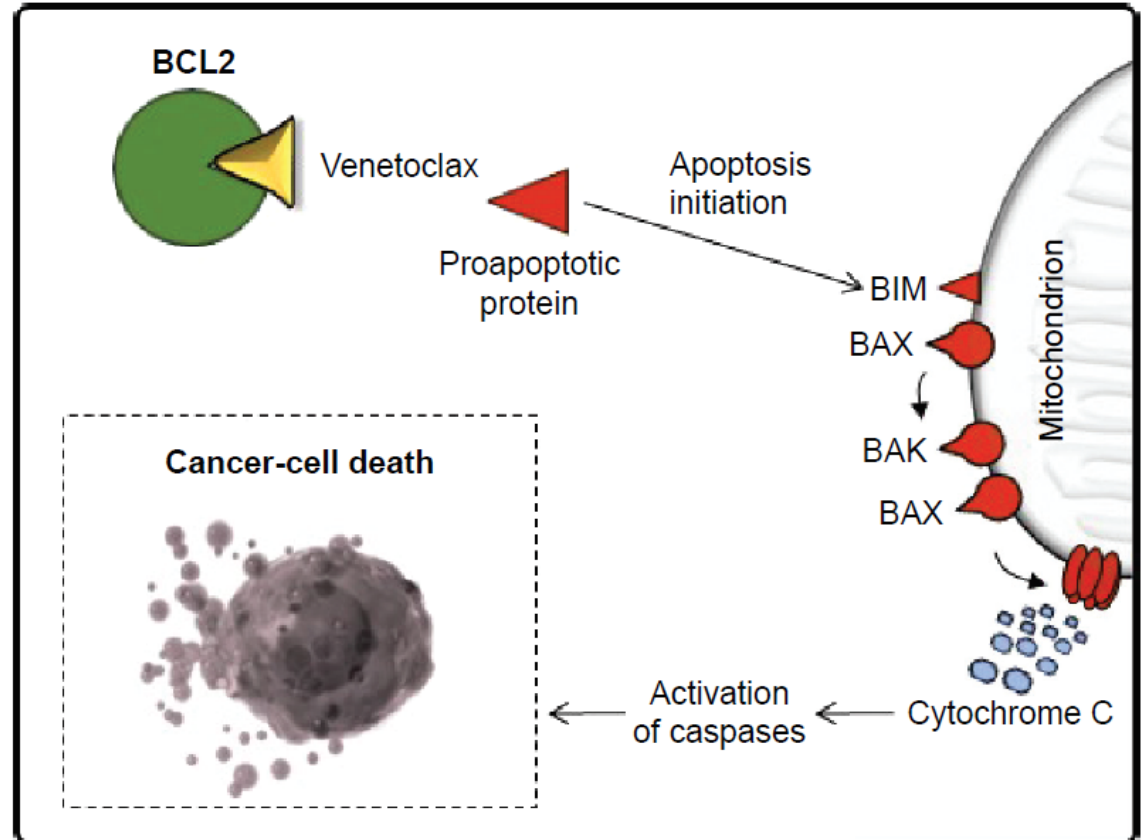 BCL2
Venetoclax
Proapoptotic
protein
Apoptosis
initiation
BIM
BAX
BAK
BAX
Mitochondrion
Cytochrome C
Activation
of caspases
Cancer-cell death